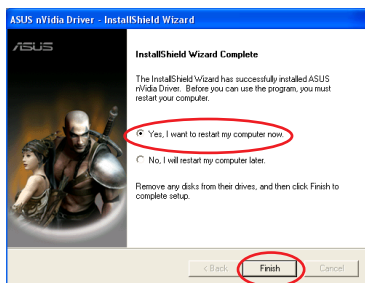 ASUS nVidia Driver - InstallShield Wizard
ASUS
InstallShield Wizard Complete
The InstallShield Wizard has successfully installed ASUS
nVidia Driver. Before you can use the program, you must
restart your computer.
Yes, I want to restart my computer now.
No, I will restart my computer later.
Remove any disks from their drives, and then click Finish to
complete setup.
< Back
Finish
Cancel